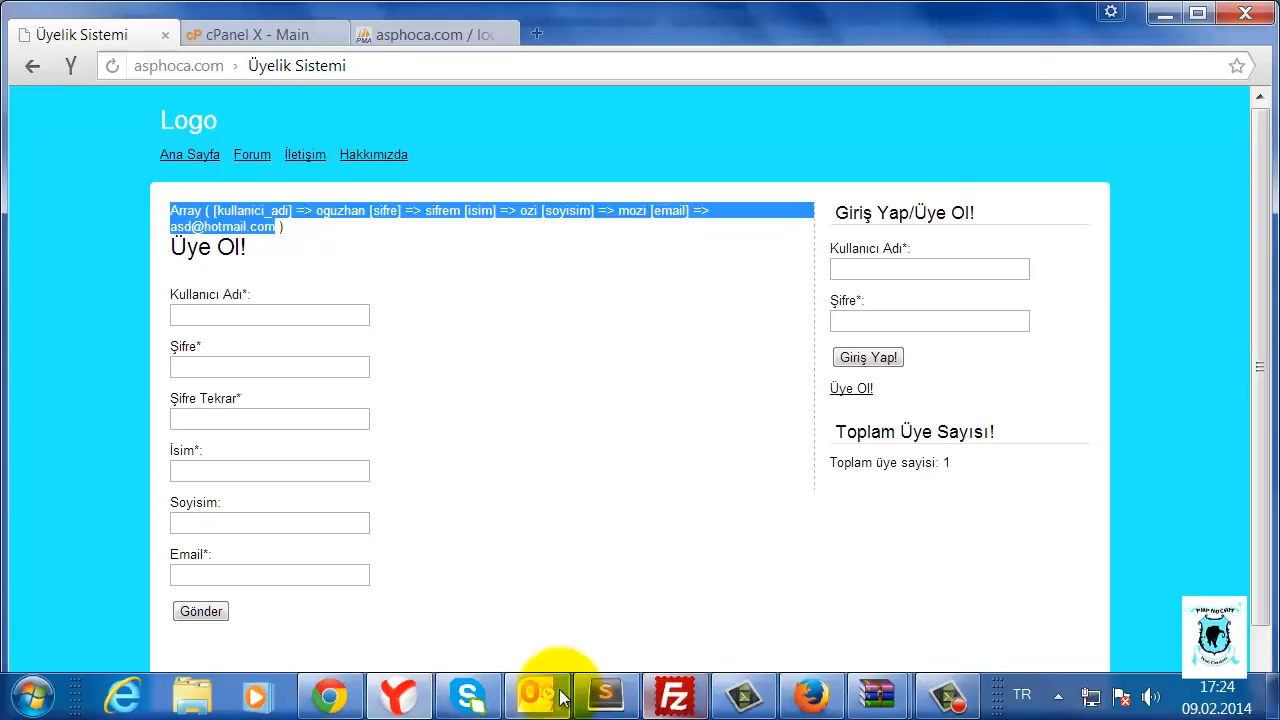 Üyelik Sistemi
cPanel X - Main
asphoca.com / loc
asphoca.com › Üyelik Sistemi
Logo
Ana Sayfa Forum İletişim Hakkımızda
Array ( [kullanici_adi] => oguzhan [sifre] => sifrem [isim] => ozi [soyisim] => mozi [email] =>
asd@hotmail.com )
Üye Ol!
Kullanıcı Adı*:
Şifre*
Şifre Tekrar*
İsim*:
Soyisim:
Email*:
Gönder
Giriş Yap/Üye Ol!
Kullanıcı Adı*:
Şifre*:
Giriş Yap!
Üye Ol!
Toplam Üye Sayısı!
Toplam üye sayisi: 1
TR
17:24
09.02.2014